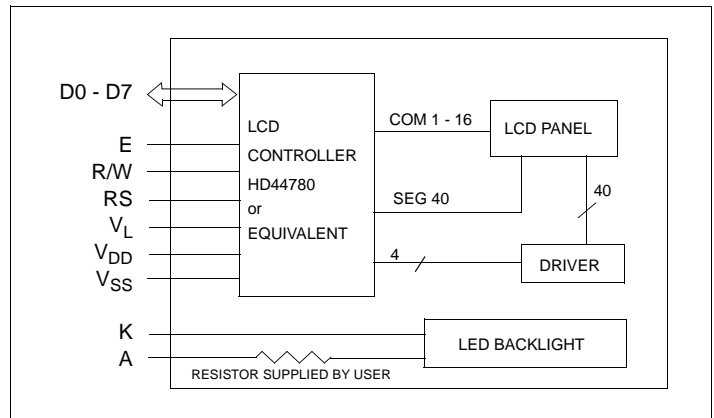 D0 - D7
E
R/W
RS
VL
VDD
VSS
K
A
LCD
CONTROLLER
HD44780
or
EQUIVALENT
COM 1 - 16
LCD PANEL
SEG 40
40
4
DRIVER
LED BACKLIGHT
RESISTOR SUPPLIED BY USER